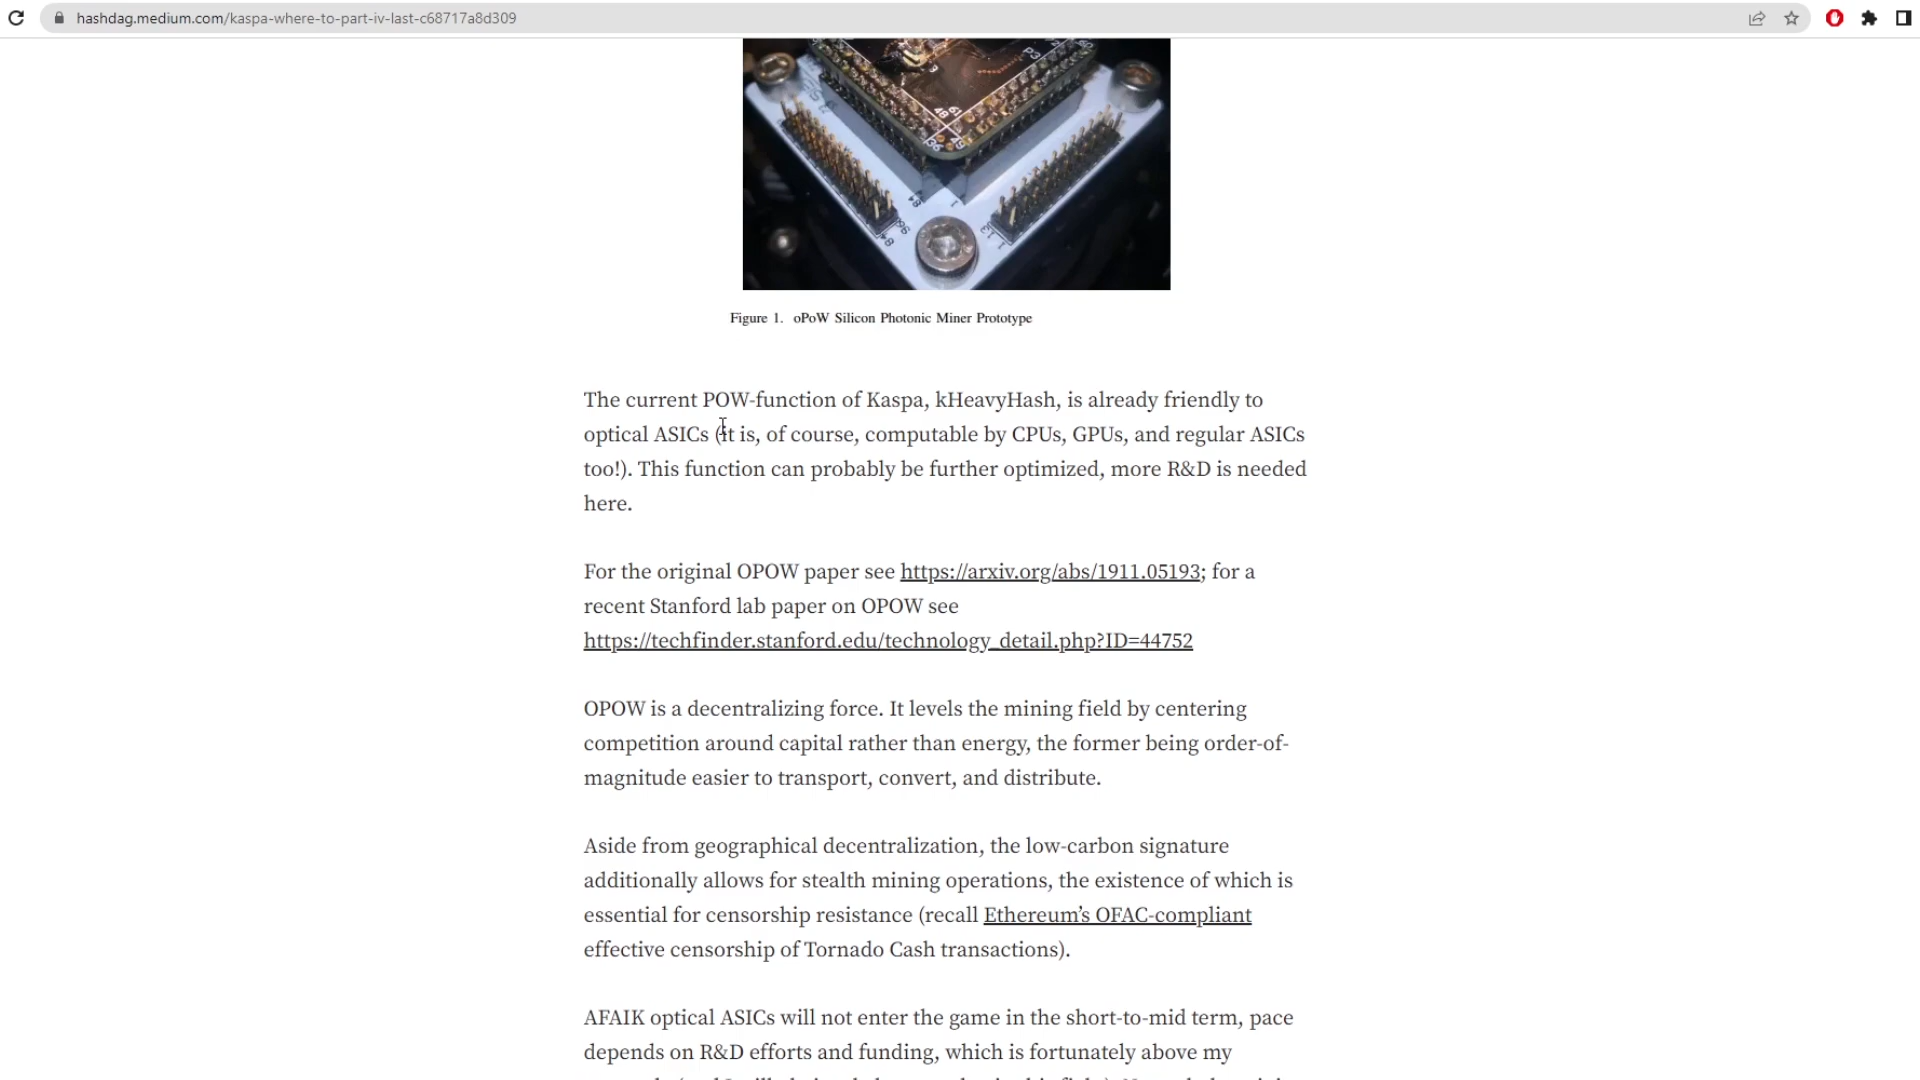 hashdag.medium.com/kaspa-where-to-part-iv-last-c68717a8d309
P3
Figure 1. oPoW Silicon Photonic Miner Prototype
The current POW-function of Kaspa, kHeavyHash, is already friendly to
optical ASICs (it is, of course, computable by CPUs, GPUs, and regular ASICs
too!). This function can probably be further optimized, more R&D is needed
here.
For the original OPOW paper see https://arxiv.org/abs/1911.05193; for a
recent Stanford lab paper on OPOW see
https://techfinder.stanford.edu/technology_detail.php?ID=44752
OPOW is a decentralizing force. It levels the mining field by centering
competition around capital rather than energy, the former being order-of-
magnitude easier to transport, convert, and distribute.
Aside from geographical decentralization, the low-carbon signature
additionally allows for stealth mining operations, the existence of which is
essential for censorship resistance (recall Ethereum’s OFAC-compliant
effective censorship of Tornado Cash transactions).
AFAIK optical ASICs will not enter the game in the short-to-mid term, pace
depends on R&D efforts and funding, which is fortunately above my